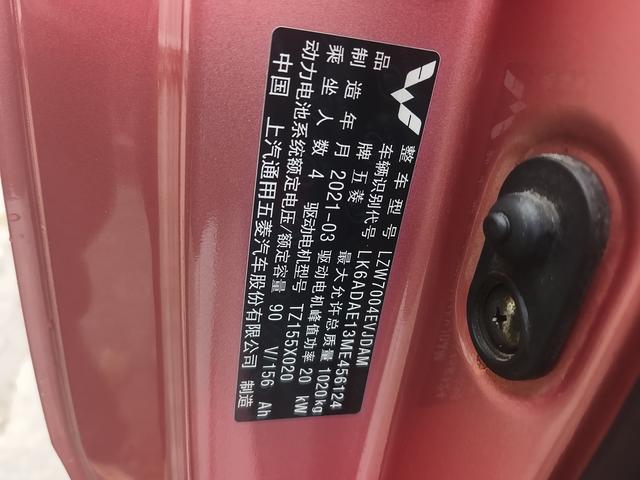 整车型号 LZW7004EVJDAM
车辆识别代号 LK6ADAE13ME456124
品牌 五菱 最大允许总质量 1020 kg
制造年月 2021-03 驱动电机峰值功率 20 kW
乘坐人数 4 驱动电机型号 TZ155X020
动力电池系统额定电压/额定容量 90 V/156 Ah
中国 上汽通用五菱汽车股份有限公司 制造